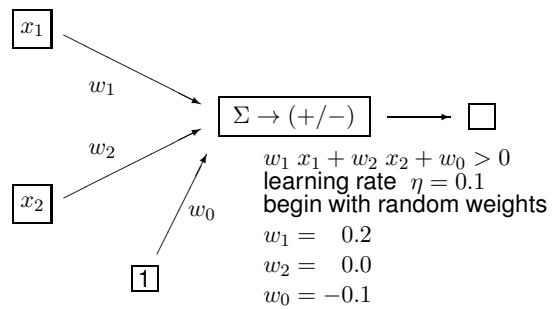 x₁
w₁
Σ → (+/−)
w₂
w₁ x₁ + w₂ x₂ + w₀ > 0
learning rate η = 0.1
x₂
begin with random weights
w₀
w₁ = 0.2
w₂ = 0.0
1
w₀ = −0.1